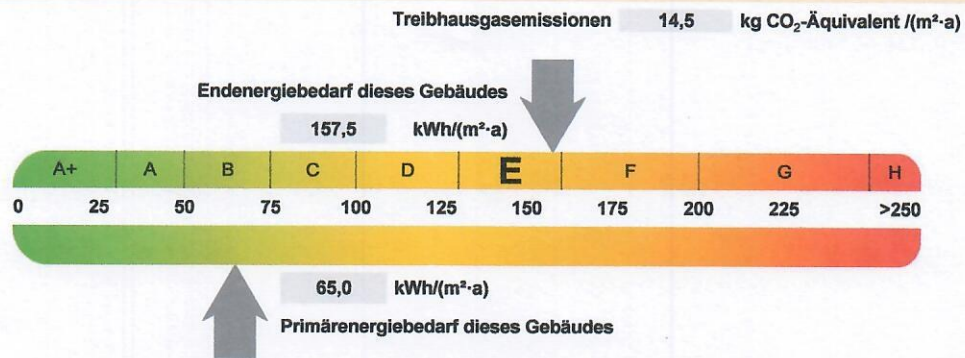 Treibhausgasemissionen 14,5 kg CO₂-Äquivalent /(m²·a)
Endenergiebedarf dieses Gebäudes
157,5 kWh/(m²·a)
A+ A B C D E F G H
0 25 50 75 100 125 150 175 200 225 >250
65,0 kWh/(m²·a)
Primärenergiebedarf dieses Gebäudes